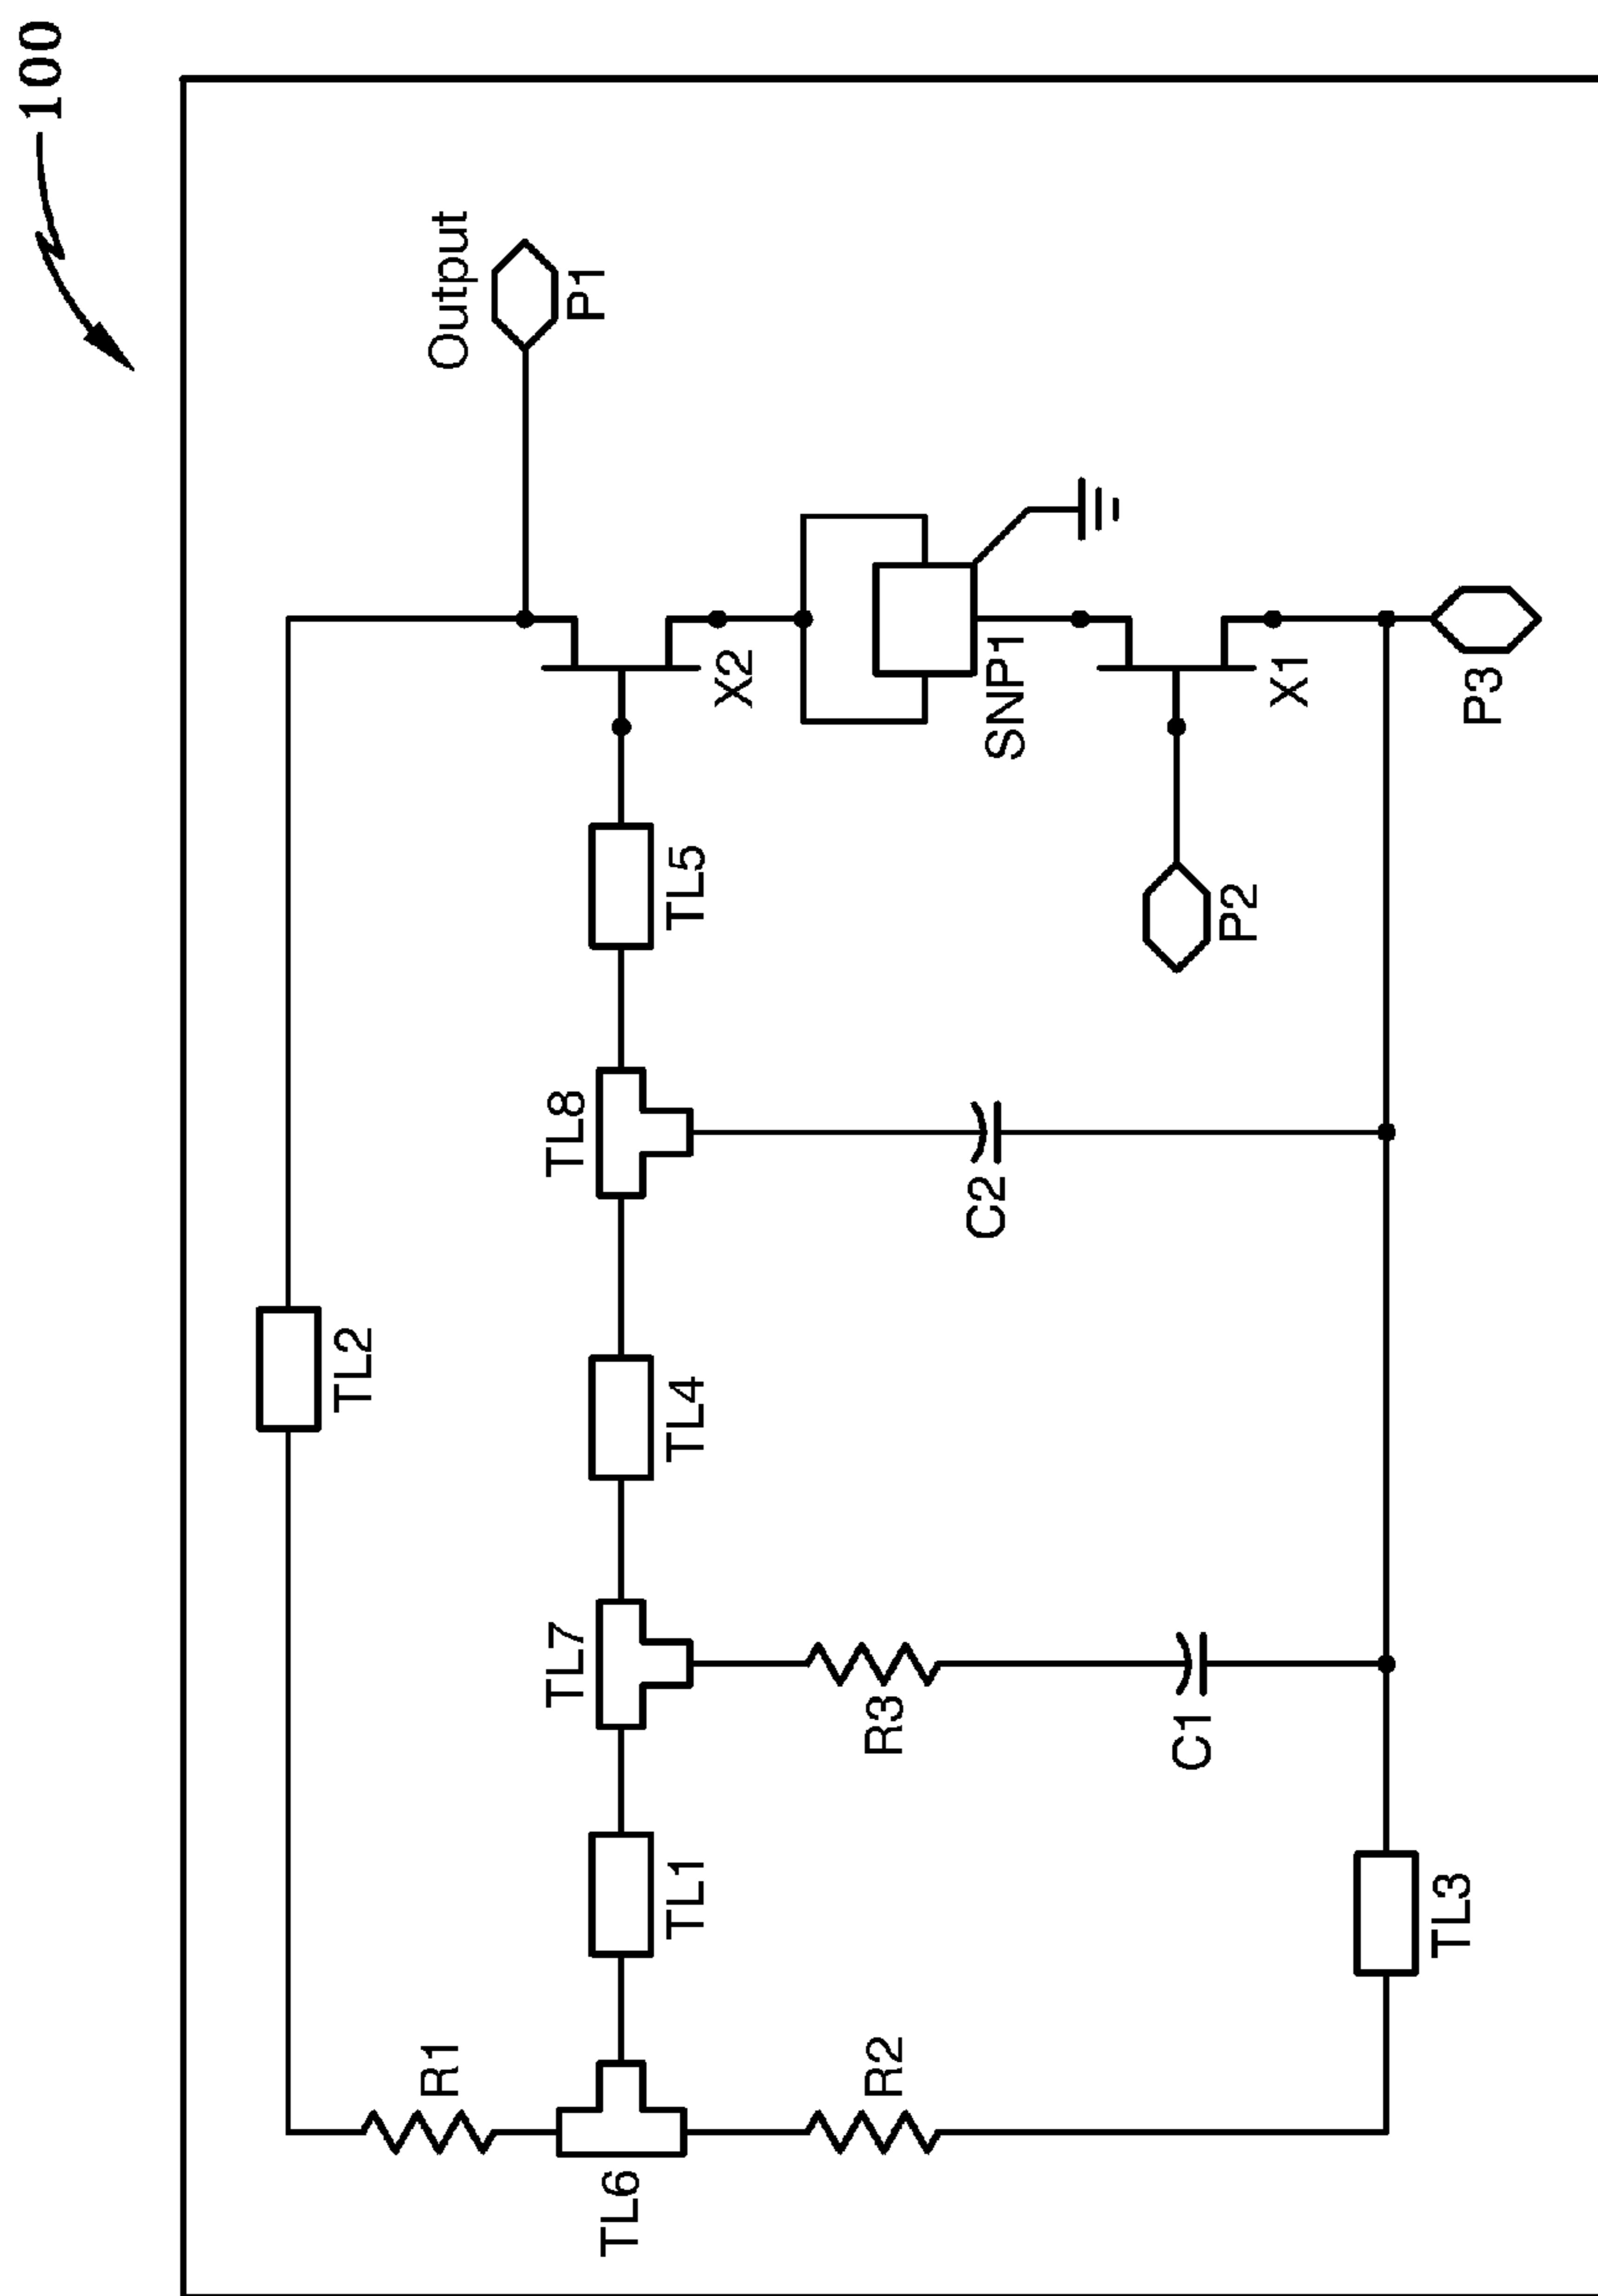 100
Output
P1
TL2
R1
TL6
TL1
TL7
TL4
TL8
TL5
X2
SNP1
R2
R3
C1
C2
P2
X1
TL3
P3